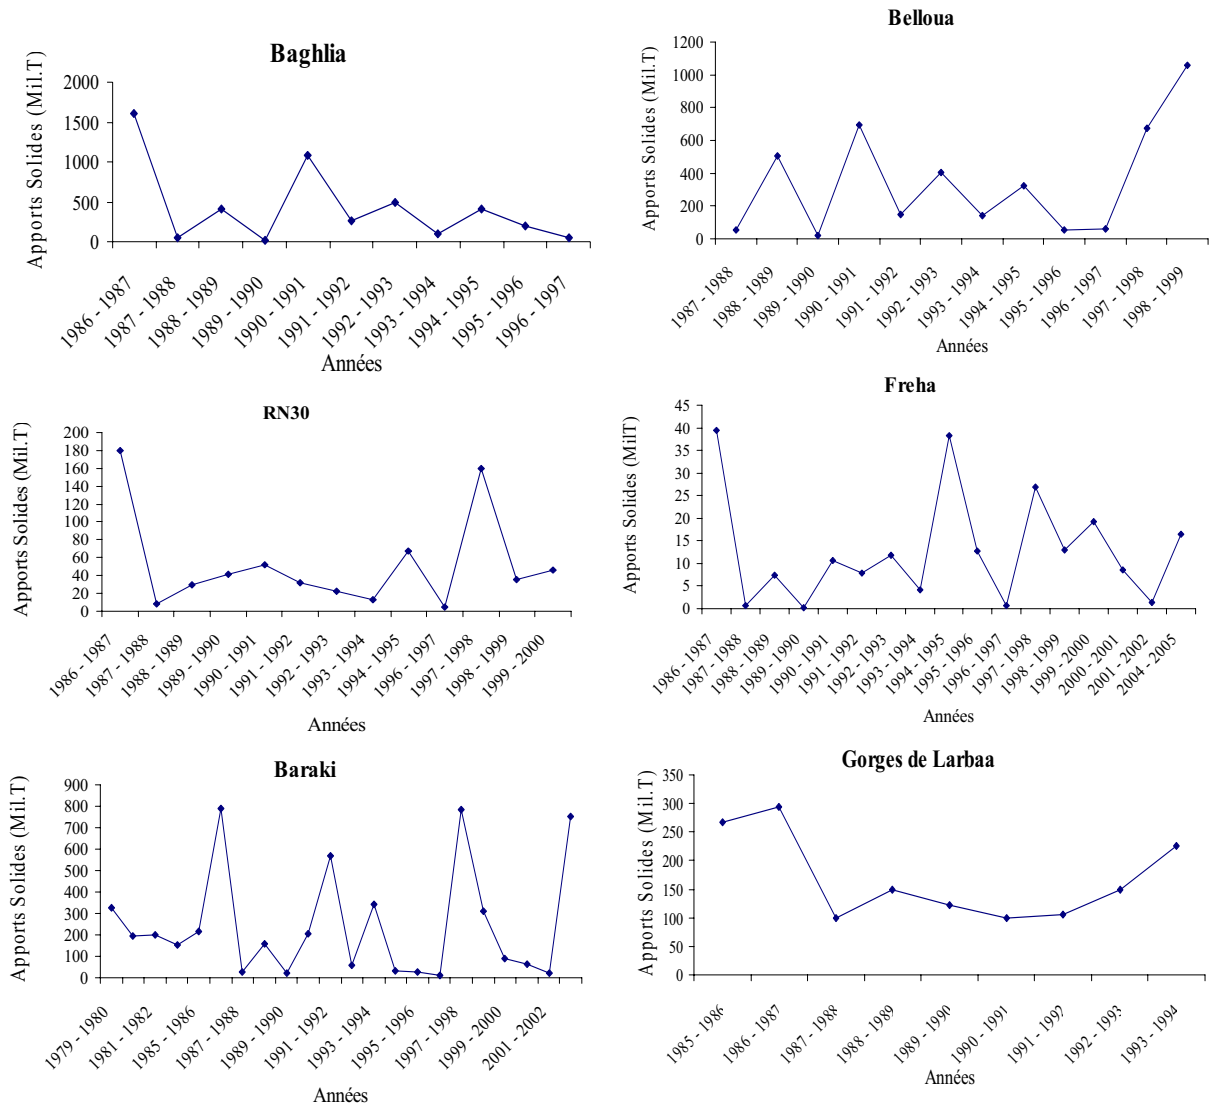 Baghlia
Apports Solides (Mil.T)
2000
1500
1000
500
0
1986 - 1987
1987 - 1988
1988 - 1989
1989 - 1990
1990 - 1991
1991 - 1992
1992 - 1993
1993 - 1994
1994 - 1995
1995 - 1996
1996 - 1997
Années
Belloua
Apports Solides (Mil.T)
1200
1000
800
600
400
200
0
1987 - 1988
1988 - 1989
1989 - 1990
1990 - 1991
1991 - 1992
1992 - 1993
1993 - 1994
1994 - 1995
1995 - 1996
1996 - 1997
1997 - 1998
1998 - 1999
Années
RN30
Apports Solides (Mil.T)
200
180
160
140
120
100
80
60
40
20
0
1986 - 1987
1987 - 1988
1988 - 1989
1989 - 1990
1990 - 1991
1991 - 1992
1992 - 1993
1993 - 1994
1994 - 1995
1996 - 1997
1997 - 1998
1998 - 1999
1999 - 2000
Années
Freha
Apports Solides (MilT)
45
40
35
30
25
20
15
10
5
0
1986 - 1987
1987 - 1988
1988 - 1989
1989 - 1990
1990 - 1991
1991 - 1992
1992 - 1993
1993 - 1994
1994 - 1995
1995 - 1996
1996 - 1997
1997 - 1998
1998 - 1999
1999 - 2000
2000 - 2001
2001 - 2002
2004 - 2005
Années
Baraki
Apports Solides (Mil.T)
900
800
700
600
500
400
300
200
100
0
1979 - 1980
1981 - 1982
1985 - 1986
1987 - 1988
1989 - 1990
1991 - 1992
1993 - 1994
1995 - 1996
1997 - 1998
1999 - 2000
2001 - 2002
Années
Gorges de Larbaa
Apports Solides (Mil.T)
350
300
250
200
150
100
50
0
1985 - 1986
1986 - 1987
1987 - 1988
1988 - 1989
1989 - 1990
1990 - 1991
1991 - 1992
1992 - 1993
1993 - 1994
Années